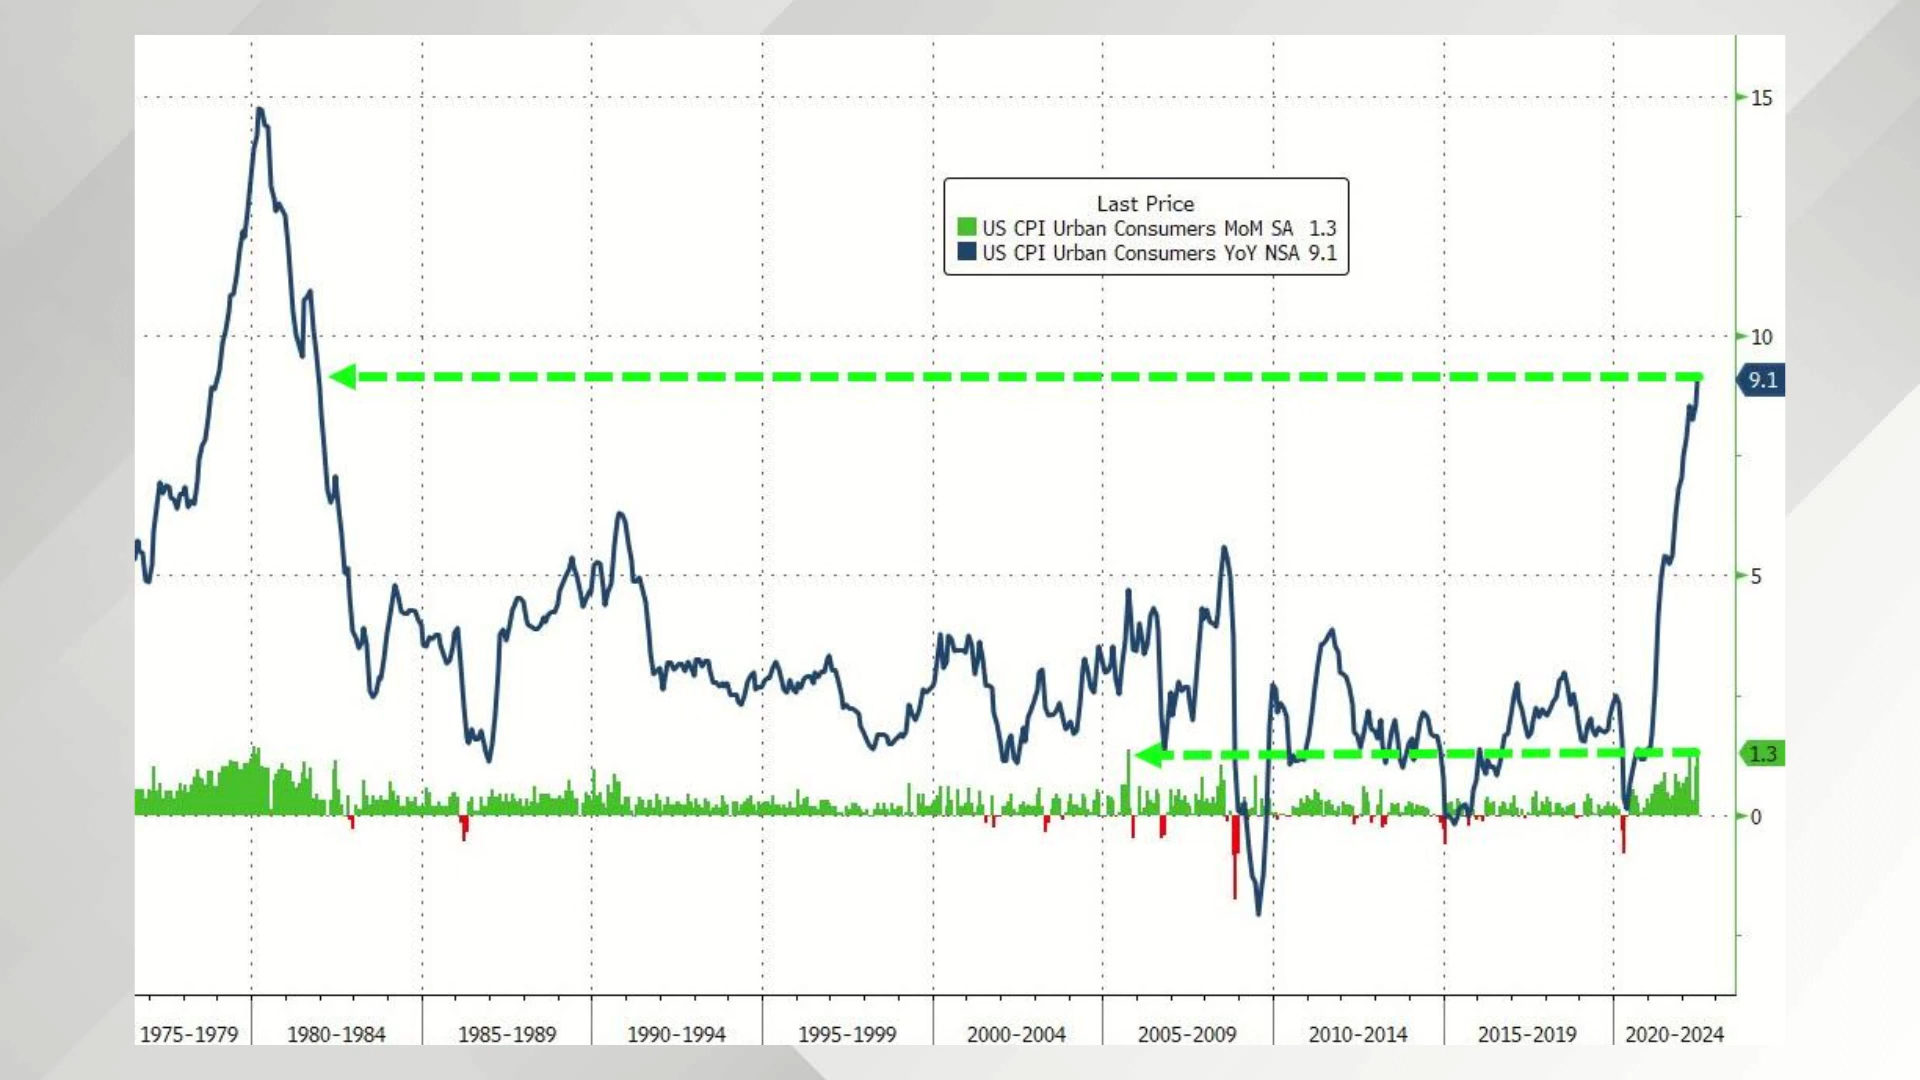 15
Last Price
US CPI Urban Consumers MoM SA 1.3
US CPI Urban Consumers YoY NSA 9.1
10
9.1
5
1.3
0
1975-1979 1980-1984 1985-1989 1990-1994 1995-1999 2000-2004 2005-2009 2010-2014 2015-2019 2020-2024